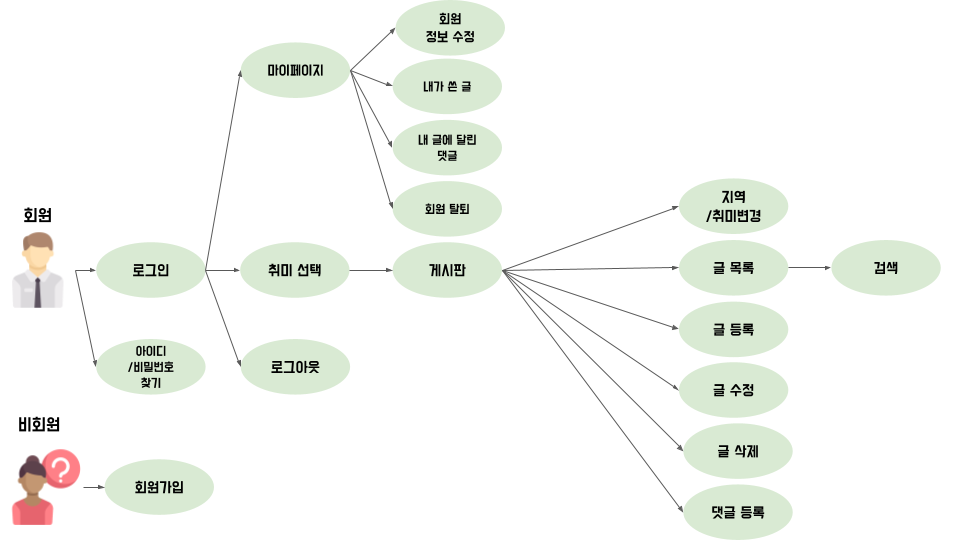 회원
정보 수정
마이페이지
내가 쓴 글
내 글에 달린
댓글
회원 탈퇴
회원
로그인
취미 선택
게시판
지역
/취미변경
글 목록
검색
글 등록
아이디
/비밀번호
찾기
로그아웃
글 수정
비회원
글 삭제
?
회원가입
댓글 등록